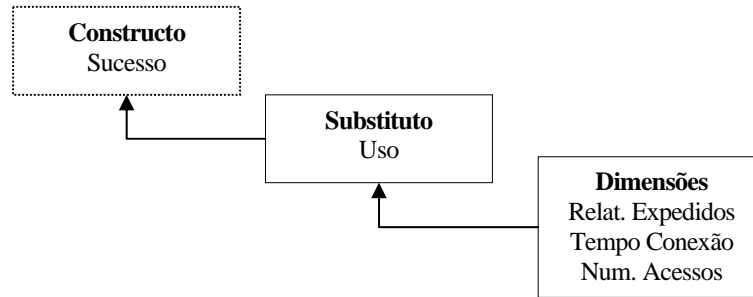 Constructo
Sucesso
Substituto
Uso
Dimensões
Relat. Expedidos
Tempo Conexão
Num. Acessos